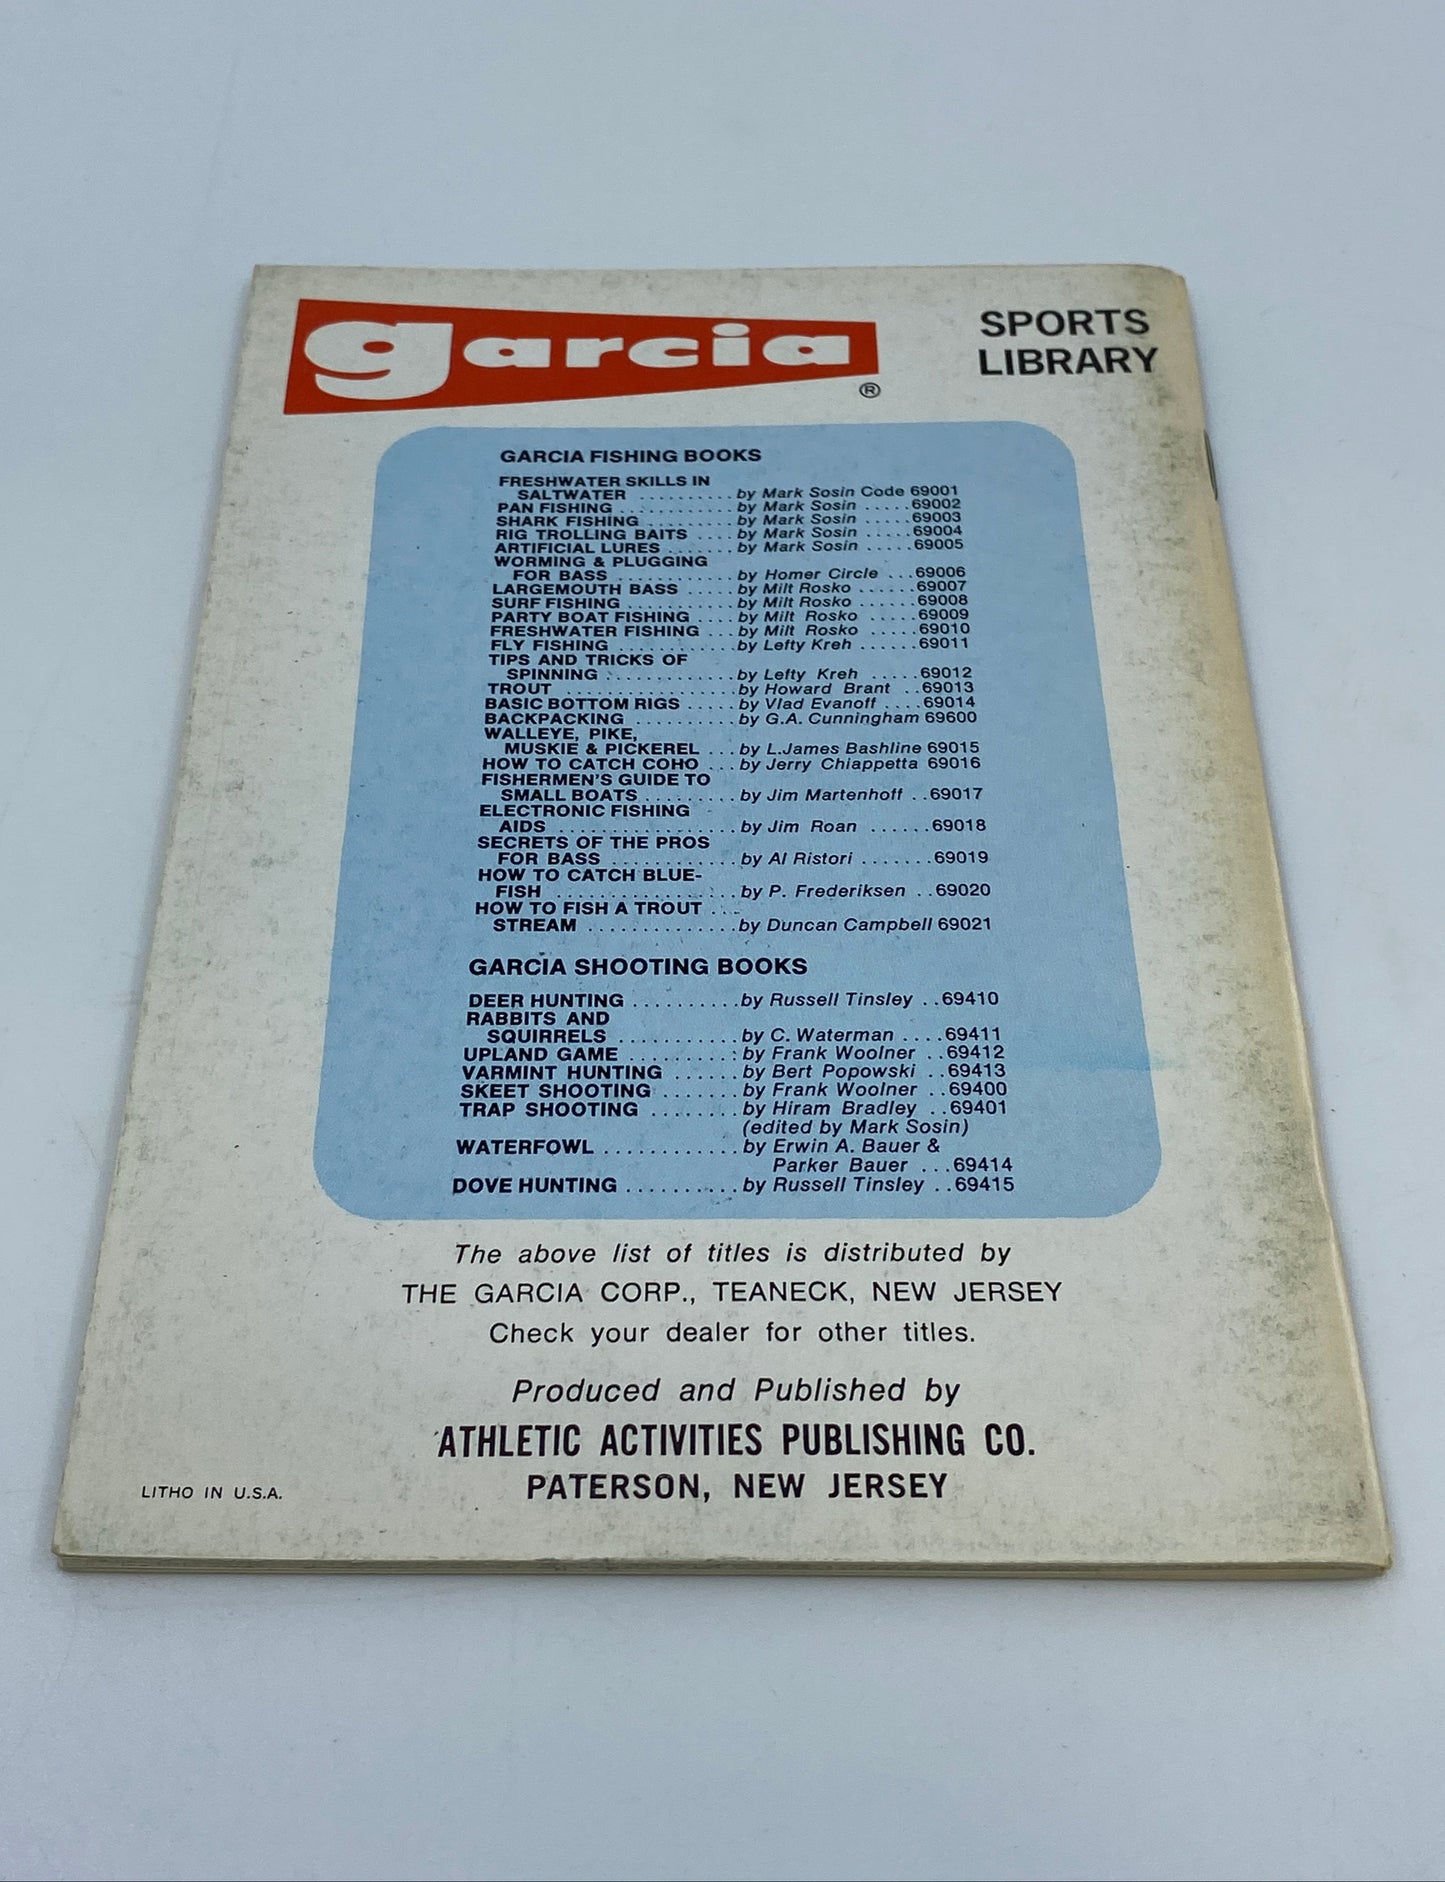 garcia
®
SPORTS
LIBRARY
GARCIA FISHING BOOKS
FRESHWATER SKILLS IN
SALTWATER .......... by Mark Sosin Code 69001
PAN FISHING ............ by Mark Sosin ..... 69002
SHARK FISHING ......... by Mark Sosin ..... 69003
RIG TROLLING BAITS .... by Mark Sosin ..... 69004
ARTIFICIAL LURES ....... by Mark Sosin ..... 69005
WORMING & PLUGGING
FOR BASS ............ by Homer Circle ... 69006
LARGEMOUTH BASS ..... by Milt Rosko ...... 69007
SURF FISHING ........... by Milt Rosko ...... 69008
PARTY BOAT FISHING .... by Milt Rosko ..... 69009
FRESHWATER FISHING ... by Milt Rosko ..... 69010
FLY FISHING ............ by Lefty Kreh ...... 69011
TIPS AND TRICKS OF
SPINNING ............. by Lefty Kreh ..... 69012
TROUT ................. by Howard Brant .. 69013
BASIC BOTTOM RIGS ..... by Vlad Evanoff .... 69014
BACKPACKING .......... by G.A. Cunningham 69600
WALLEYE, PIKE,
MUSKIE & PICKEREL ... by L.James Bashline 69015
HOW TO CATCH COHO ... by Jerry Chiappetta 69016
FISHERMEN'S GUIDE TO
SMALL BOATS ......... by Jim Martenhoff .. 69017
ELECTRONIC FISHING
AIDS ................. by Jim Roan ...... 69018
SECRETS OF THE PROS
FOR BASS ............ by Al Ristori ....... 69019
HOW TO CATCH BLUE-
FISH .................. by P. Frederiksen .. 69020
HOW TO FISH A TROUT ...
STREAM .............. by Duncan Campbell 69021
GARCIA SHOOTING BOOKS
DEER HUNTING .......... by Russell Tinsley .. 69410
RABBITS AND
SQUIRRELS ........... by C. Waterman .... 69411
UPLAND GAME .......... by Frank Woolner .. 69412
VARMINT HUNTING ...... by Bert Popowski .. 69413
SKEET SHOOTING ....... by Frank Woolner .. 69400
TRAP SHOOTING ........ by Hiram Bradley .. 69401
(edited by Mark Sosin)
WATERFOWL ............ by Erwin A. Bauer &
Parker Bauer ... 69414
DOVE HUNTING .......... by Russell Tinsley .. 69415
The above list of titles is distributed by
THE GARCIA CORP., TEANECK, NEW JERSEY
Check your dealer for other titles.
Produced and Published by
ATHLETIC ACTIVITIES PUBLISHING CO.
PATERSON, NEW JERSEY
LITHO IN U.S.A.